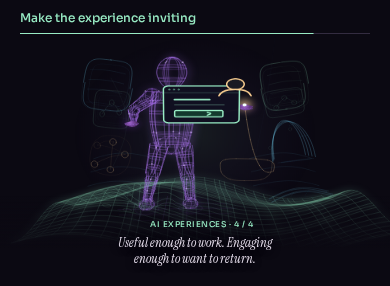 Make the experience inviting
AI EXPERIENCES · 4 / 4
Useful enough to work. Engaging
enough to want to return.